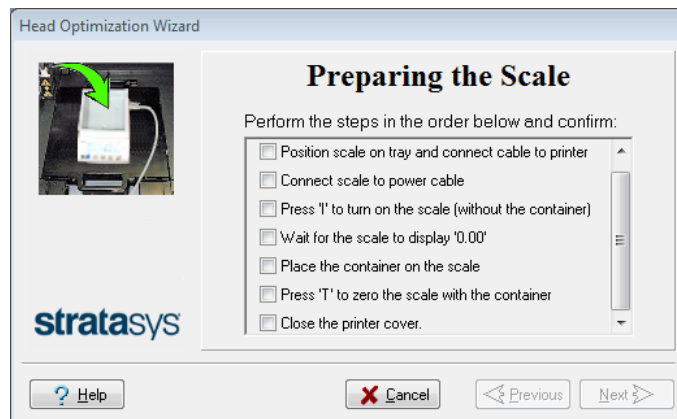 Head Optimization Wizard
Preparing the Scale
Perform the steps in the order below and confirm:
Position scale on tray and connect cable to printer
Connect scale to power cable
Press 'I' to turn on the scale (without the container)
Wait for the scale to display '0.00'
Place the container on the scale
Press 'T' to zero the scale with the container
Close the printer cover.
stratasys
? Help
Cancel
Previous
Next